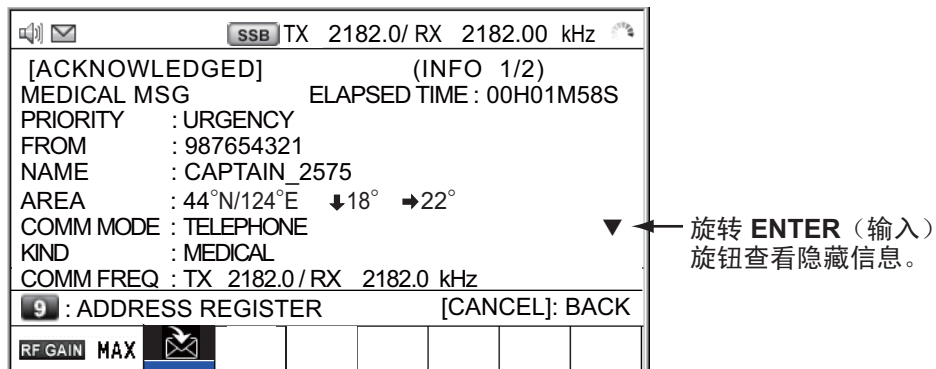 SSB TX 2182.0/ RX 2182.00 kHz
[ACKNOWLEDGED] (INFO 1/2)
MEDICAL MSG ELAPSED TIME : 00H01M58S
PRIORITY : URGENCY
FROM : 987654321
NAME : CAPTAIN_2575
AREA : 44°N/124°E ⬇18° ➡22°
COMM MODE : TELEPHONE
KIND : MEDICAL
COMM FREQ : TX 2182.0 / RX 2182.0 kHz
9 : ADDRESS REGISTER [CANCEL]: BACK
RF GAIN MAX
旋转 ENTER（输入）
旋钮查看隐藏信息。